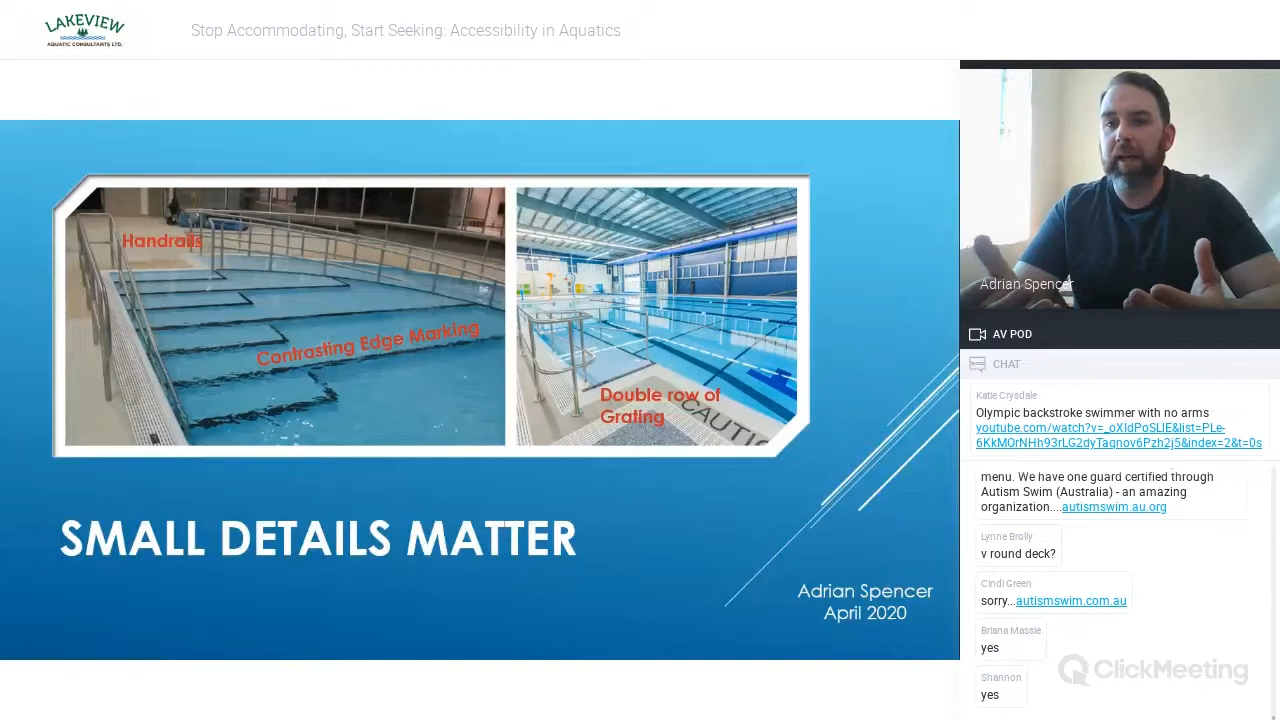 LAKEVIEW
AQUATIC CONSULTANTS LTD.
Stop Accommodating, Start Seeking: Accessibility in Aquatics
Handrails
Contrasting Edge Marking
Double row of
Grating
CAUTIO
SMALL DETAILS MATTER
Adrian Spencer
April 2020
Adrian Spencer
AV POD
CHAT
Katie Crysdale
Olympic backstroke swimmer with no arms
youtube.com/watch?v=_oXIdPoSLlE&list=PLe-
6KkMOrNHh93rLG2dyTaqnov6Pzh2j5&index=2&t=0s
menu. We have one guard certified through
Autism Swim (Australia) - an amazing
organization....autismswim.au.org
Lynne Brolly
v round deck?
Cindi Green
sorry...autismswim.com.au
Briana Massie
yes
Shannon
yes
ClickMeeting